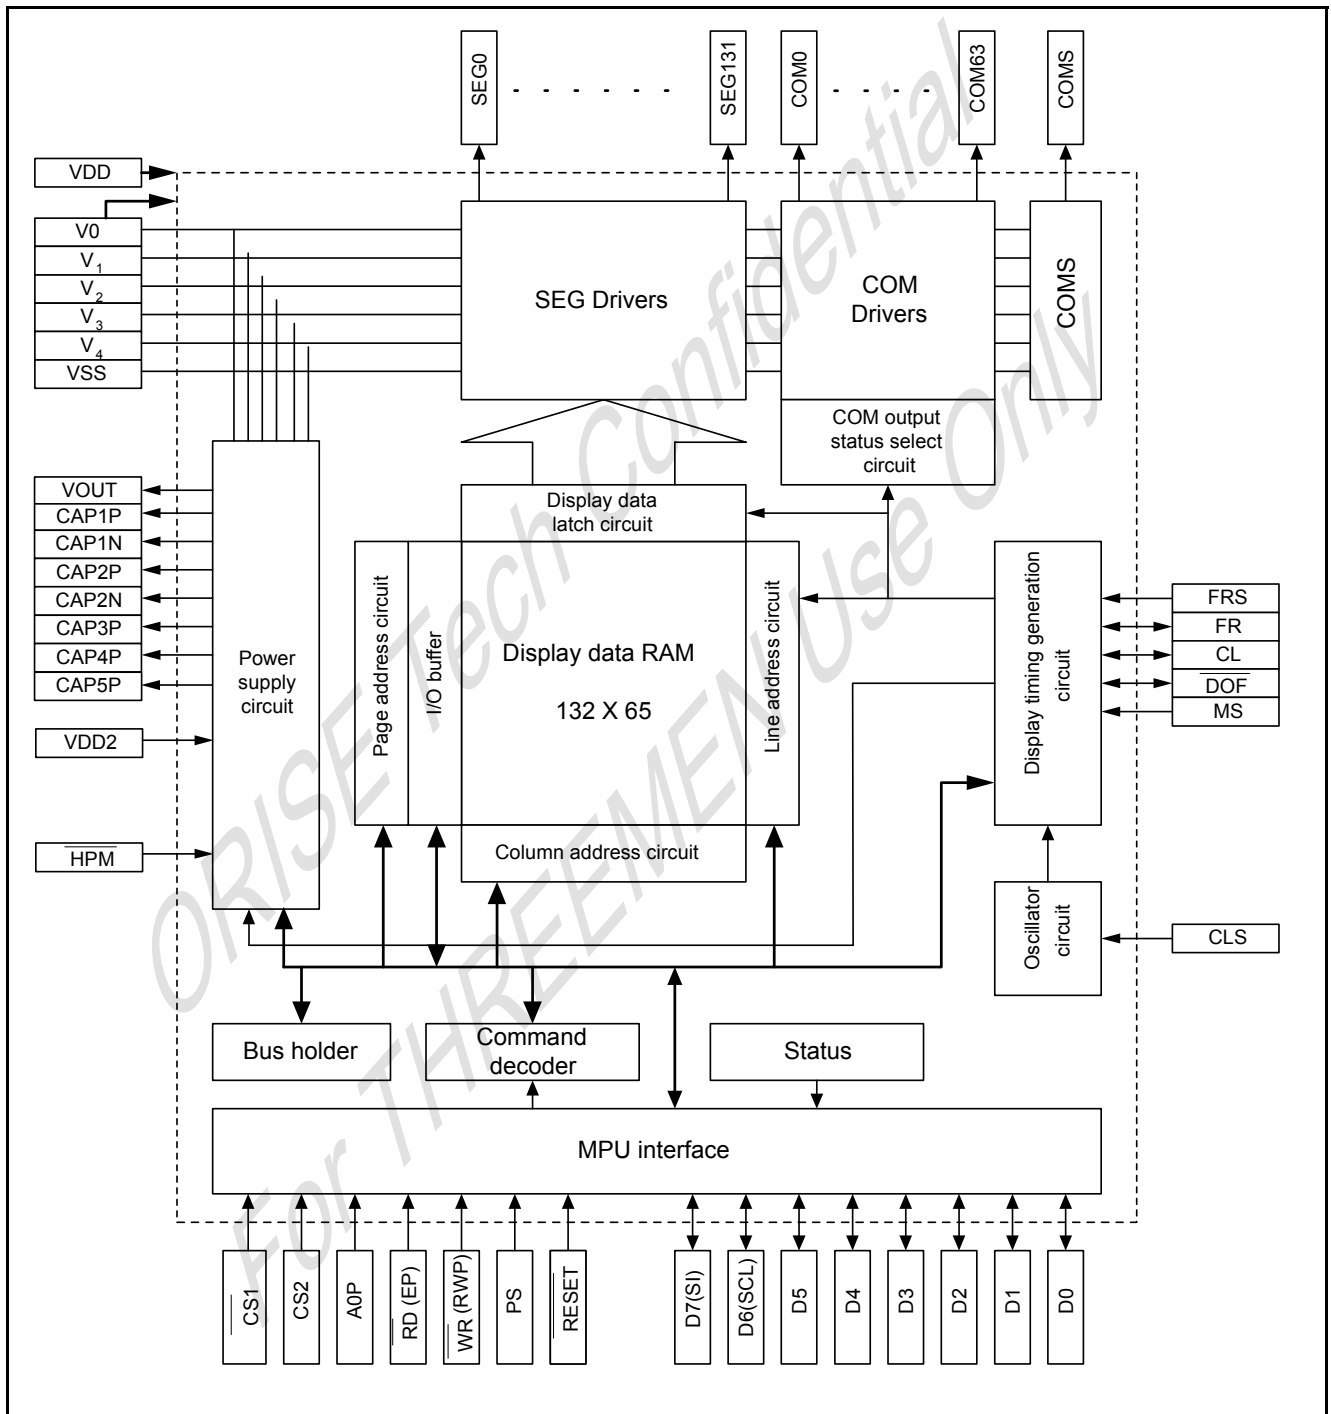 SEG0
SEG131
COM0
COM63
COMS
VDD
V0
V1
V2
V3
V4
VSS
SEG Drivers
COM
Drivers
COMS
COM output
status select
circuit
VOUT
CAP1P
CAP1N
CAP2P
CAP2N
CAP3P
CAP4P
CAP5P
VDD2
HPM
Power
supply
circuit
Page address circuit
I/O buffer
Display data
latch circuit
Display data RAM
132 X 65
Line address circuit
Column address circuit
Display timing generation
circuit
FRS
FR
CL
DOF
MS
Oscillator
circuit
CLS
Bus holder
Command
decoder
Status
MPU interface
CS1
CS2
A0P
RD (EP)
WR (RWP)
PS
RESET
D7(SI)
D6(SCL)
D5
D4
D3
D2
D1
D0
ORISE Tech Confidential
For THREEMEN Use Only